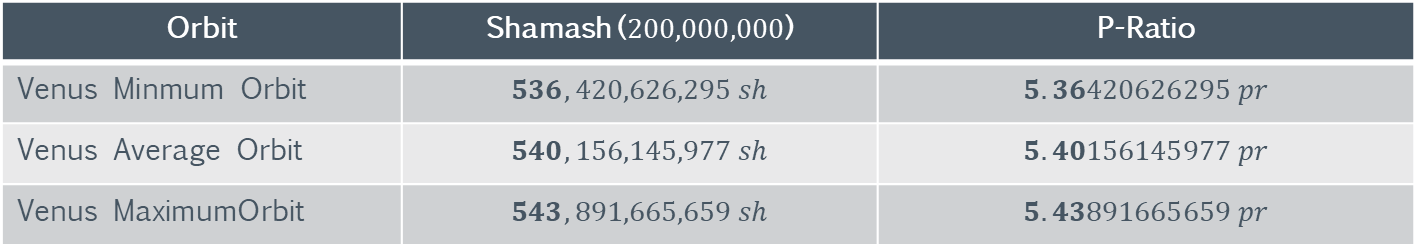 Orbit Shamash (200,000,000) P-Ratio
Venus Minmum Orbit 536, 420,626,295 sh 5.36420626295 pr
Venus Average Orbit 540, 156,145,977 sh 5.40156145977 pr
Venus MaximumOrbit 543, 891,665,659 sh 5.43891665659 pr